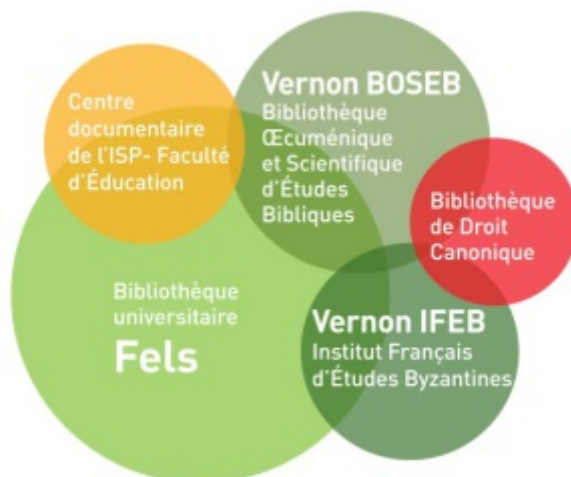 Centre
documentaire
de l'ISP- Faculté
d'Éducation
Vernon BOSEB
Bibliothèque
Œcuménique
et Scientifique
d'Études
Bibliques
Bibliothèque
de Droit
Canonique
Bibliothèque
universitaire
Fels
Vernon IFEB
Institut Français
d'Études Byzantines